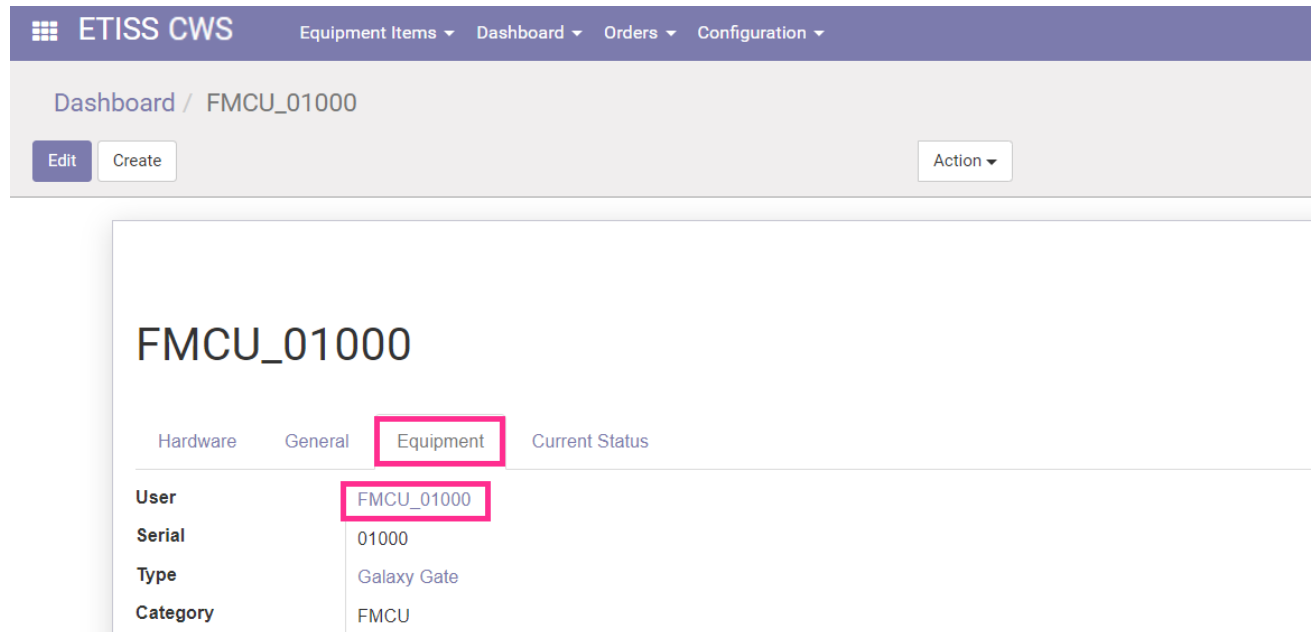 ETISS CWS Equipment Items Dashboard Orders Configuration
Dashboard / FMCU_01000
Edit Create Action
FMCU_01000
Hardware General Equipment Current Status
User FMCU_01000
Serial 01000
Type Galaxy Gate
Category FMCU